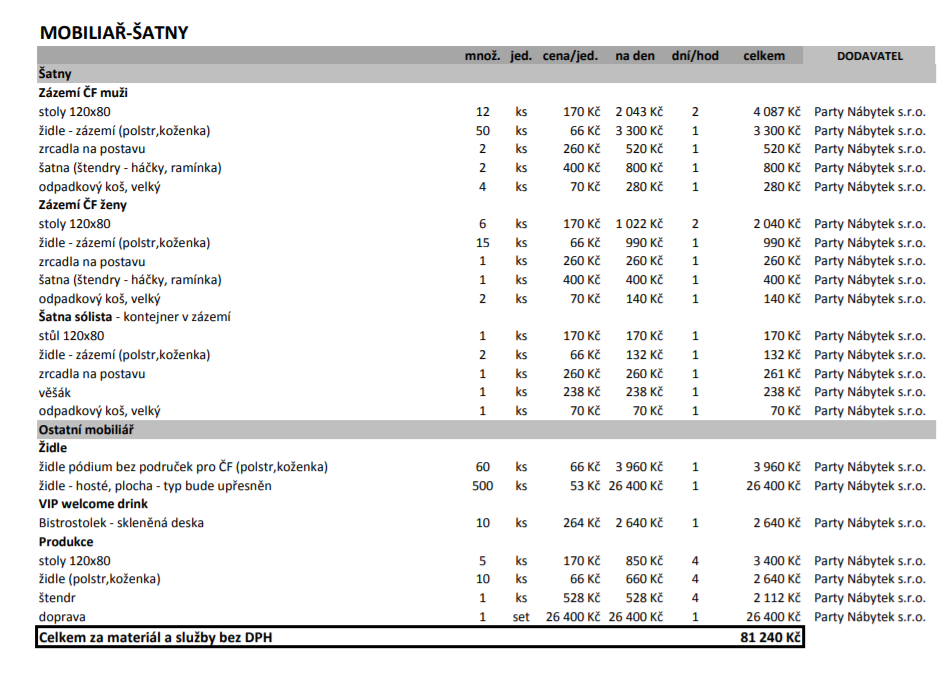 MOBILIAŘ-ŠATNY
množ. jed. cena/jed. na den dní/hod celkem DODAVATEL
Šatny
Zázemí ČF muži
stoly 120x80 12 ks 170 Kč 2 043 Kč 2 4 087 Kč Party Nábytek s.r.o.
židle - zázemí (polstr,koženka) 50 ks 66 Kč 3 300 Kč 1 3 300 Kč Party Nábytek s.r.o.
zrcadla na postavu 2 ks 260 Kč 520 Kč 1 520 Kč Party Nábytek s.r.o.
šatna (štendry - háčky, ramínka) 2 ks 400 Kč 800 Kč 1 800 Kč Party Nábytek s.r.o.
odpadkový koš, velký 4 ks 70 Kč 280 Kč 1 280 Kč Party Nábytek s.r.o.
Zázemí ČF ženy
stoly 120x80 6 ks 170 Kč 1 022 Kč 2 2 040 Kč Party Nábytek s.r.o.
židle - zázemí (polstr,koženka) 15 ks 66 Kč 990 Kč 1 990 Kč Party Nábytek s.r.o.
zrcadla na postavu 1 ks 260 Kč 260 Kč 1 260 Kč Party Nábytek s.r.o.
šatna (štendry - háčky, ramínka) 1 ks 400 Kč 400 Kč 1 400 Kč Party Nábytek s.r.o.
odpadkový koš, velký 2 ks 70 Kč 140 Kč 1 140 Kč Party Nábytek s.r.o.
Šatna sólista - kontejner v zázemí
stůl 120x80 1 ks 170 Kč 170 Kč 1 170 Kč Party Nábytek s.r.o.
židle - zázemí (polstr,koženka) 2 ks 66 Kč 132 Kč 1 132 Kč Party Nábytek s.r.o.
zrcadla na postavu 1 ks 260 Kč 260 Kč 1 261 Kč Party Nábytek s.r.o.
věšák 1 ks 238 Kč 238 Kč 1 238 Kč Party Nábytek s.r.o.
odpadkový koš, velký 1 ks 70 Kč 70 Kč 1 70 Kč Party Nábytek s.r.o.
Ostatní mobiliář
Židle
židle pódium bez područek pro ČF (polstr,koženka) 60 ks 66 Kč 3 960 Kč 1 3 960 Kč Party Nábytek s.r.o.
židle - hosté, plocha - typ bude upřesněn 500 ks 53 Kč 26 400 Kč 1 26 400 Kč Party Nábytek s.r.o.
VIP welcome drink
Bistrostolek - skleněná deska 10 ks 264 Kč 2 640 Kč 1 2 640 Kč Party Nábytek s.r.o.
Produkce
stoly 120x80 5 ks 170 Kč 850 Kč 4 3 400 Kč Party Nábytek s.r.o.
židle (polstr,koženka) 10 ks 66 Kč 660 Kč 4 2 640 Kč Party Nábytek s.r.o.
štendr 1 ks 528 Kč 528 Kč 4 2 112 Kč Party Nábytek s.r.o.
doprava 1 set 26 400 Kč 26 400 Kč 1 26 400 Kč Party Nábytek s.r.o.
Celkem za materiál a služby bez DPH 81 240 Kč